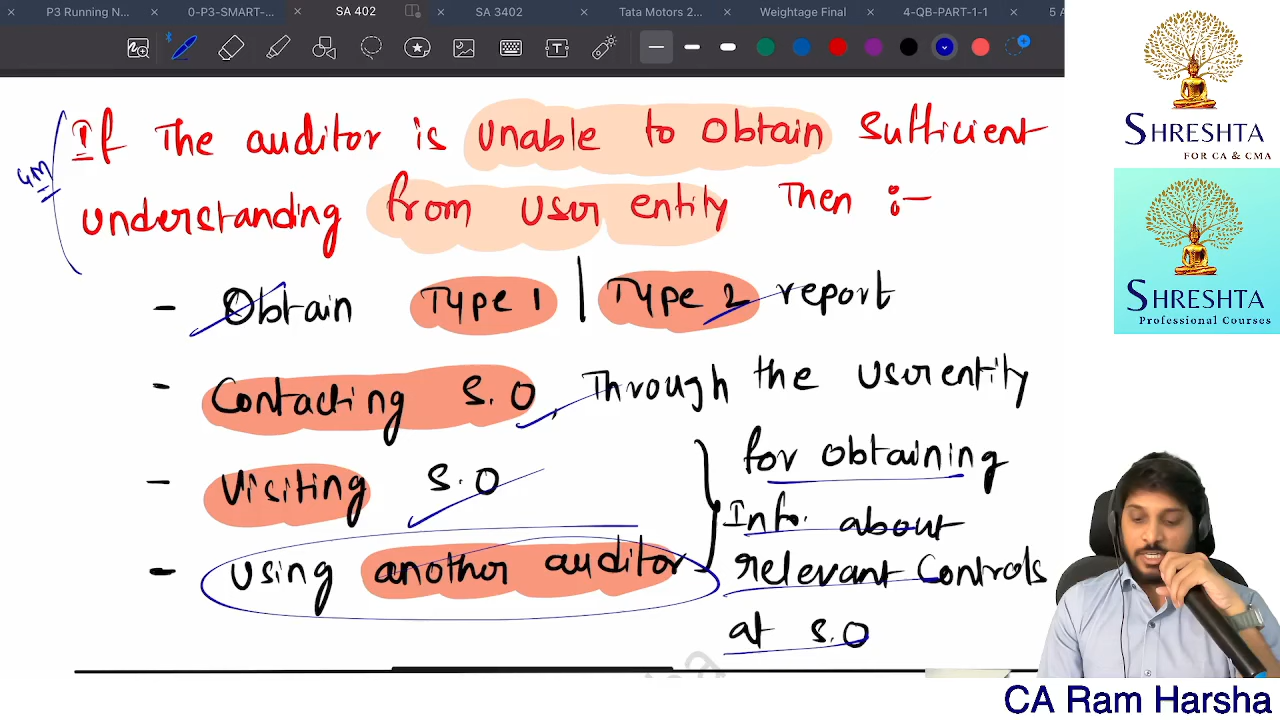 P3 Running N... × 0-P3-SMART-... × SA 402 × SA 3402 × Tata Motors 2... × Weightage Final × 4-QB-PART-1-1 × 5 A
4M
If The auditor is unable to Obtain Sufficient
understanding from user entity Then :-
- Obtain Type 1 | Type 2 report
- Contacting S.O, Through the user entity
- Visiting S.O
- using another auditor
for obtaining
Info. about
relevant Controls
at S.O
SHRESHTA
FOR CA & CMA
SHRESHTA
Professional Courses
CA Ram Harsha